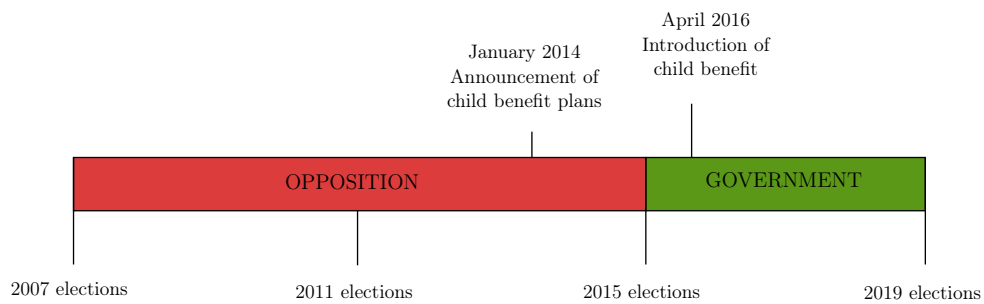 April 2016
Introduction of
child benefit
January 2014
Announcement of
child benefit plans
OPPOSITION
GOVERNMENT
2007 elections
2011 elections
2015 elections
2019 elections